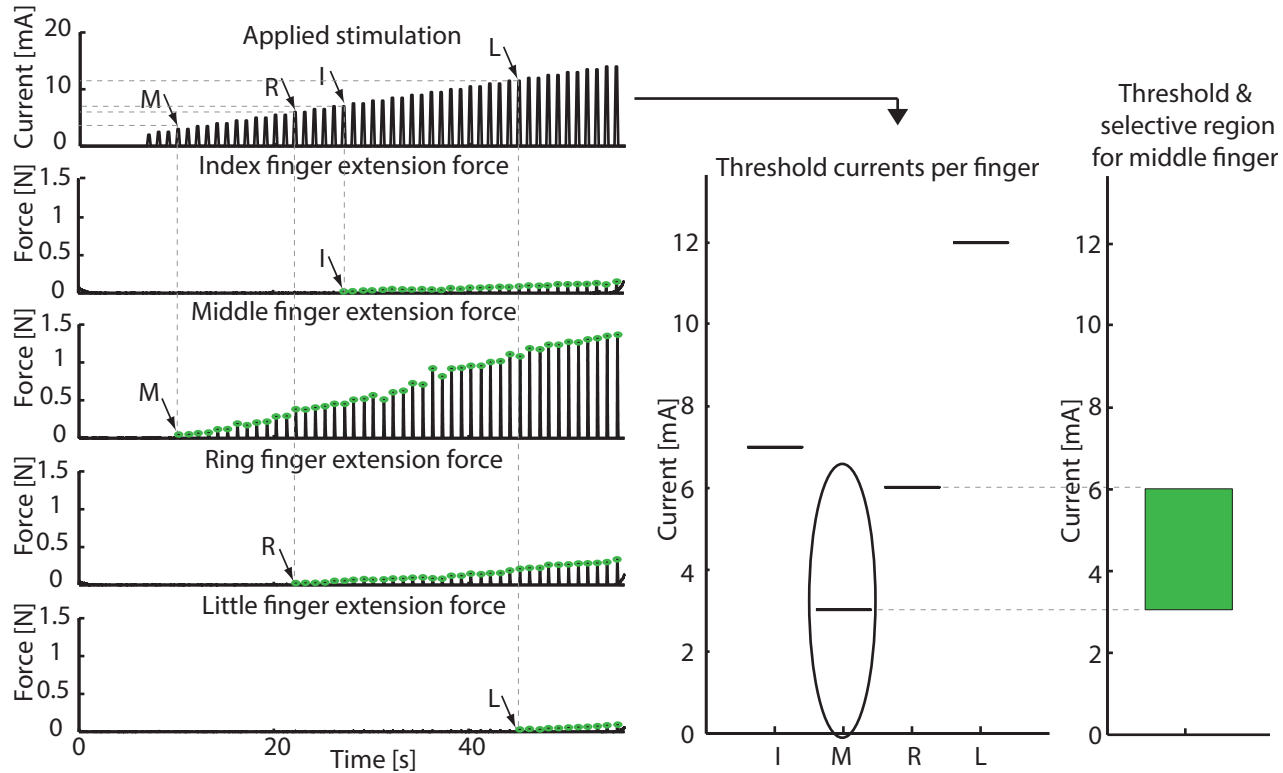 Applied stimulation
Current [mA]
20
10
0
M
R
I
L
Index finger extension force
Force [N]
1.5
1
0.5
0
I
Middle finger extension force
Force [N]
1.5
1
0.5
0
M
Ring finger extension force
Force [N]
1.5
1
0.5
0
R
Little finger extension force
Force [N]
1.5
1
0.5
0
L
0
20
40
Time [s]
Threshold currents per finger
Current [mA]
12
10
8
6
4
2
0
I
M
R
L
Threshold &
selective region
for middle finger
Current [mA]
12
10
8
6
4
2
0